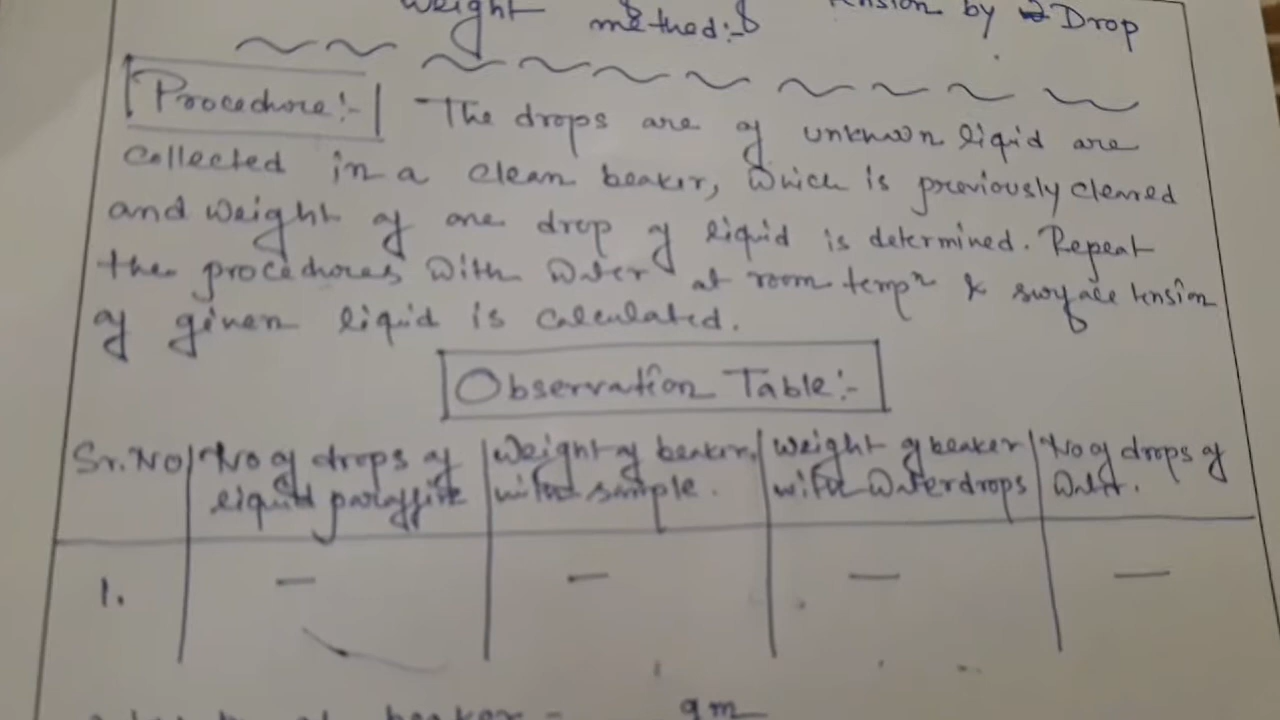 weight method:- tension by Drop
Procedure:- The drops are of unknown liquid are
collected in a clean beaker, which is previously cleaned
and weight of one drop of liquid is determined. Repeat
the procedures with water at room tempr & surface tension
of given liquid is calculated.
Observation Table:-
Sr.No No of drops of liquid paraffin Weight of beaker with sample. Weight of beaker with water drops No of drops of water.
1. — — — —
beaker - gm